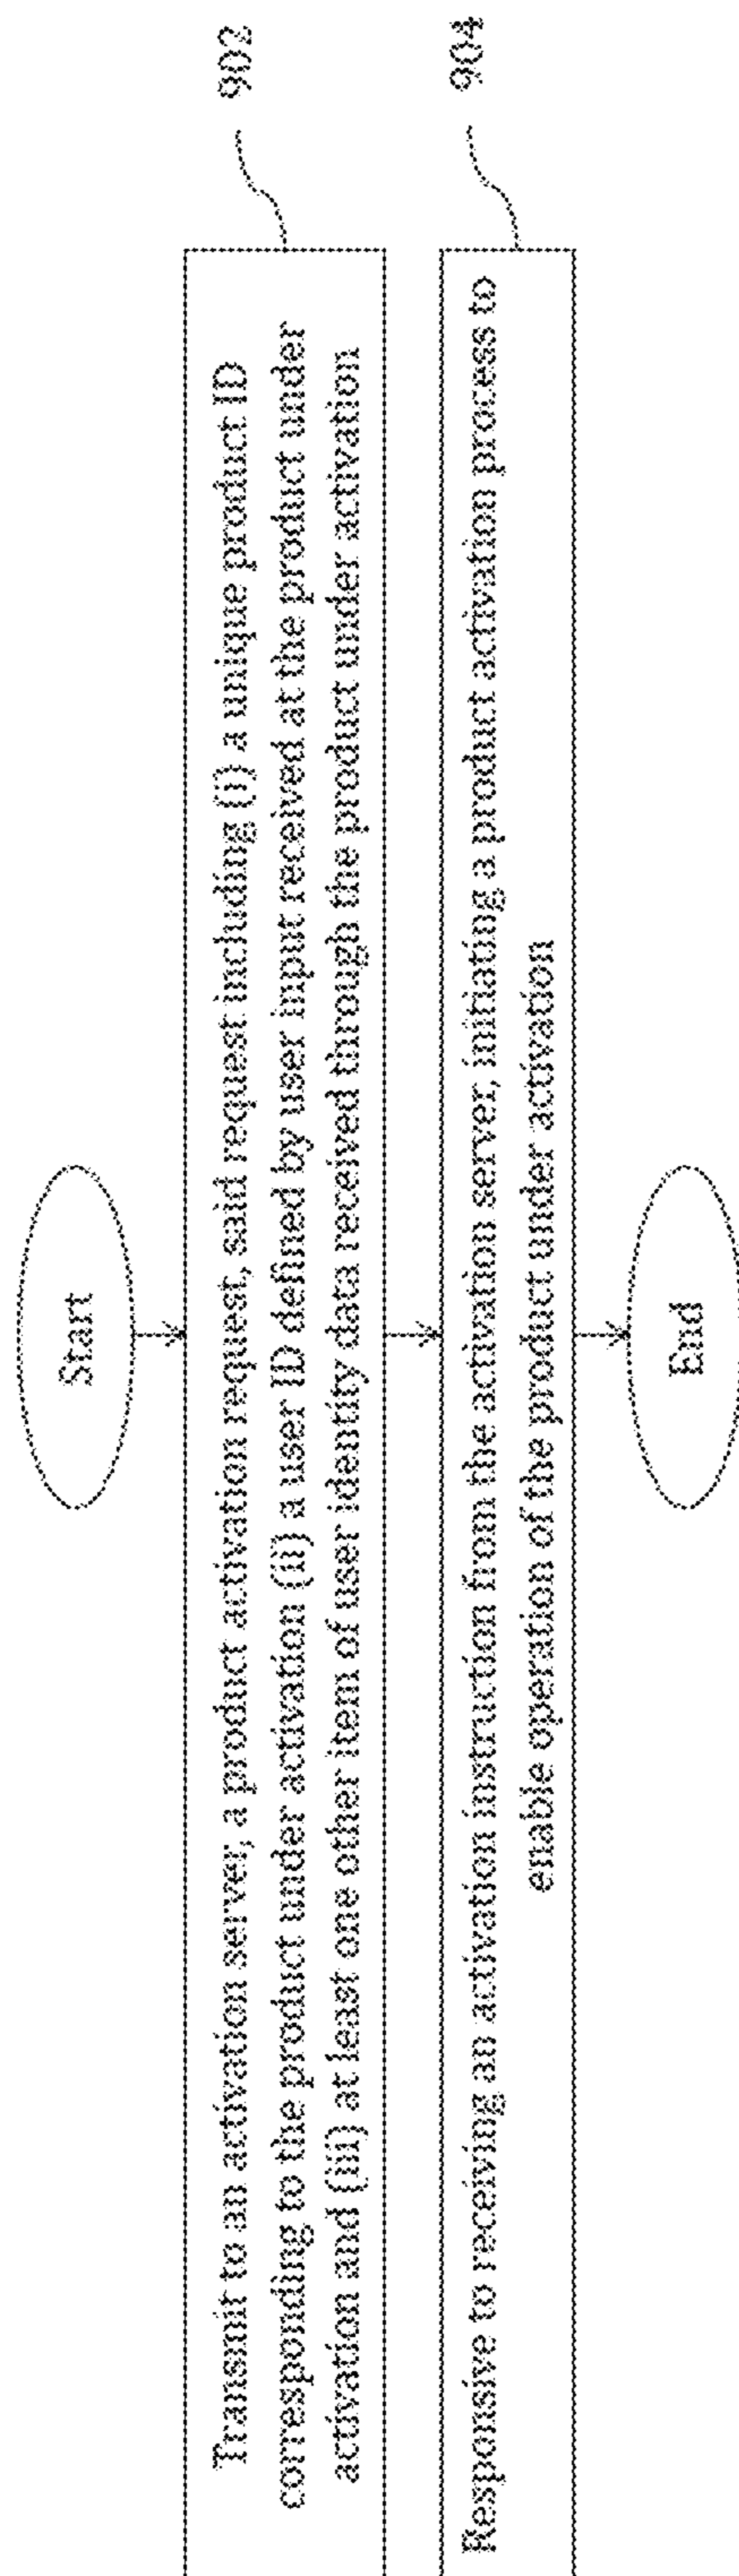 Start
Transmit to an activation server, a product activation request, said request including (i) a unique product ID
corresponding to the product under activation (ii) a user ID defined by user input received at the product under
activation and (iii) at least one other item of user identity data received through the product under activation
902
Responsive to receiving an activation instruction from the activation server, initiating a product activation process to
enable operation of the product under activation
904
End